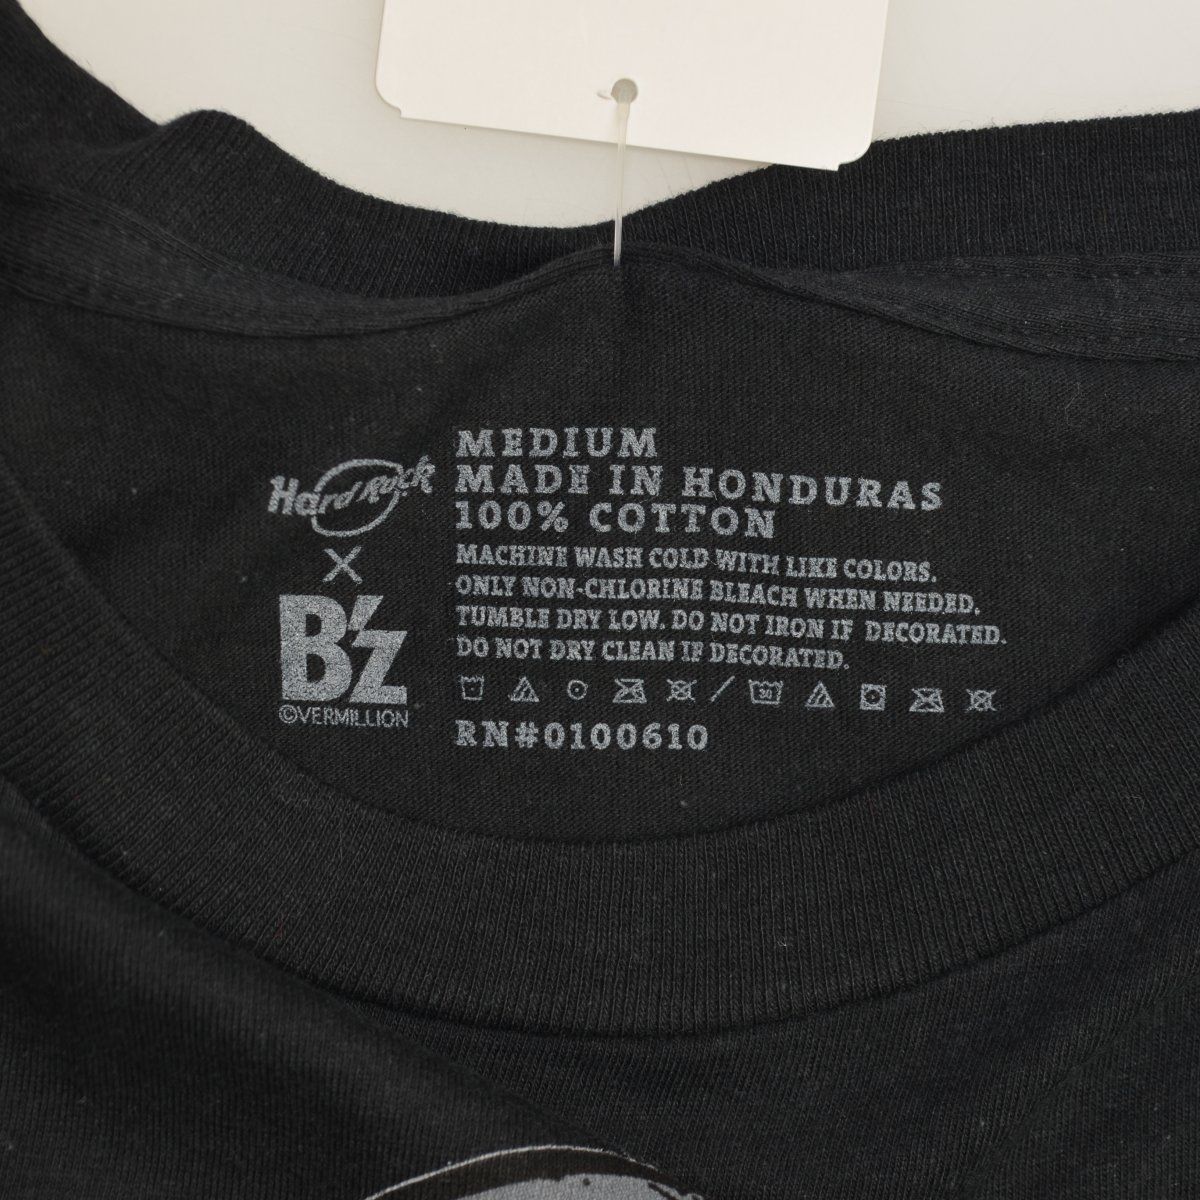 Hard Rock
×
B'z
©VERMILLION
MEDIUM
MADE IN HONDURAS
100% COTTON
MACHINE WASH COLD WITH LIKE COLORS.
ONLY NON-CHLORINE BLEACH WHEN NEEDED.
TUMBLE DRY LOW. DO NOT IRON IF DECORATED.
DO NOT DRY CLEAN IF DECORATED.
/ 30
RN#0100610